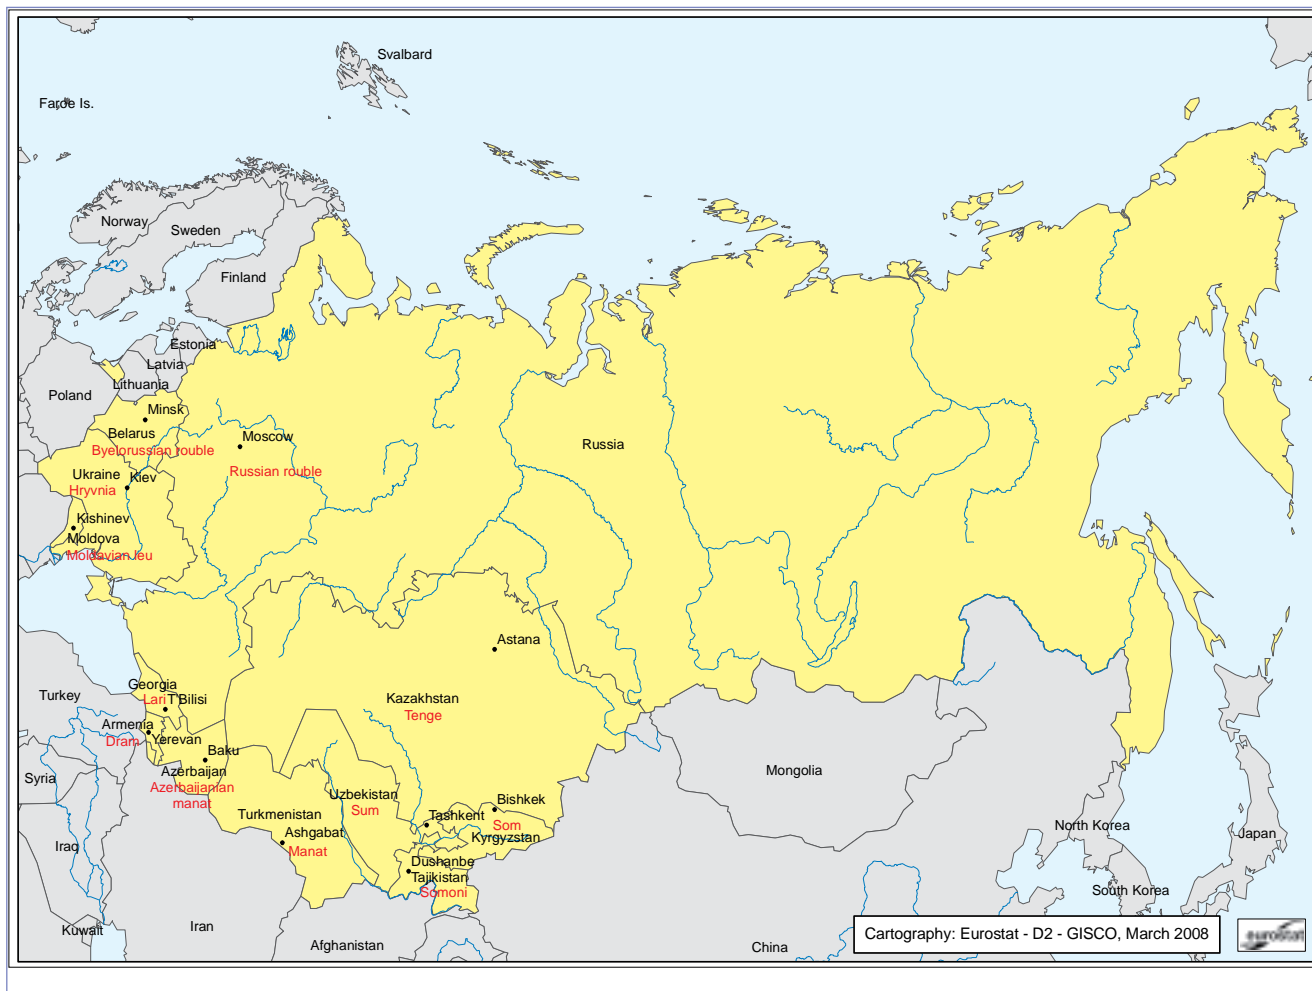 Svalbard
Faroe Is.
Norway
Sweden
Finland
Estonia
Latvia
Lithuania
Poland
Minsk
Belarus
Byelorussian rouble
Moscow
Russian rouble
Russia
Ukraine
Kiev
Hryvnia
Kishinev
Moldova
Moldavian leu
Astana
Kazakhstan
Tenge
Georgia
Lari
T'Bilisi
Turkey
Armenia
Dram
Yerevan
Baku
Azerbaijan
Azerbaijanian
manat
Syria
Mongolia
Uzbekistan
Sum
Turkmenistan
Ashgabat
Manat
Tashkent
Bishkek
Som
Kyrgyzstan
Dushanbe
Tajikistan
Somoni
North Korea
Japan
South Korea
Iraq
Kuwait
Iran
Afghanistan
China
Cartography: Eurostat - D2 - GISCO, March 2008
eurostat